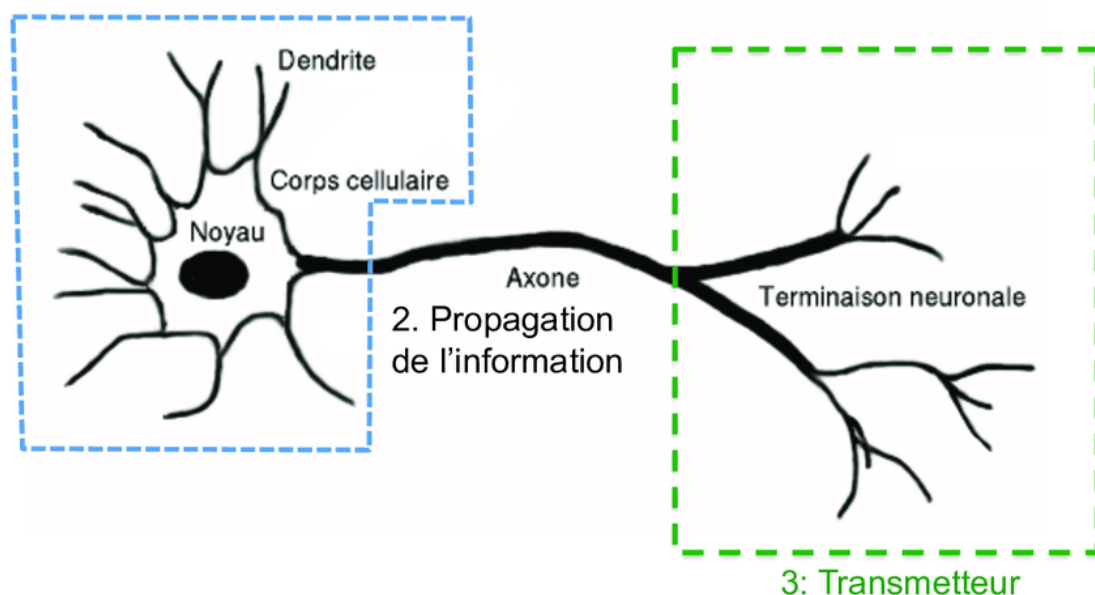 Dendrite
Corps cellulaire
Noyau
Axone
2. Propagation
de l'information
Terminaison neuronale
3: Transmetteur